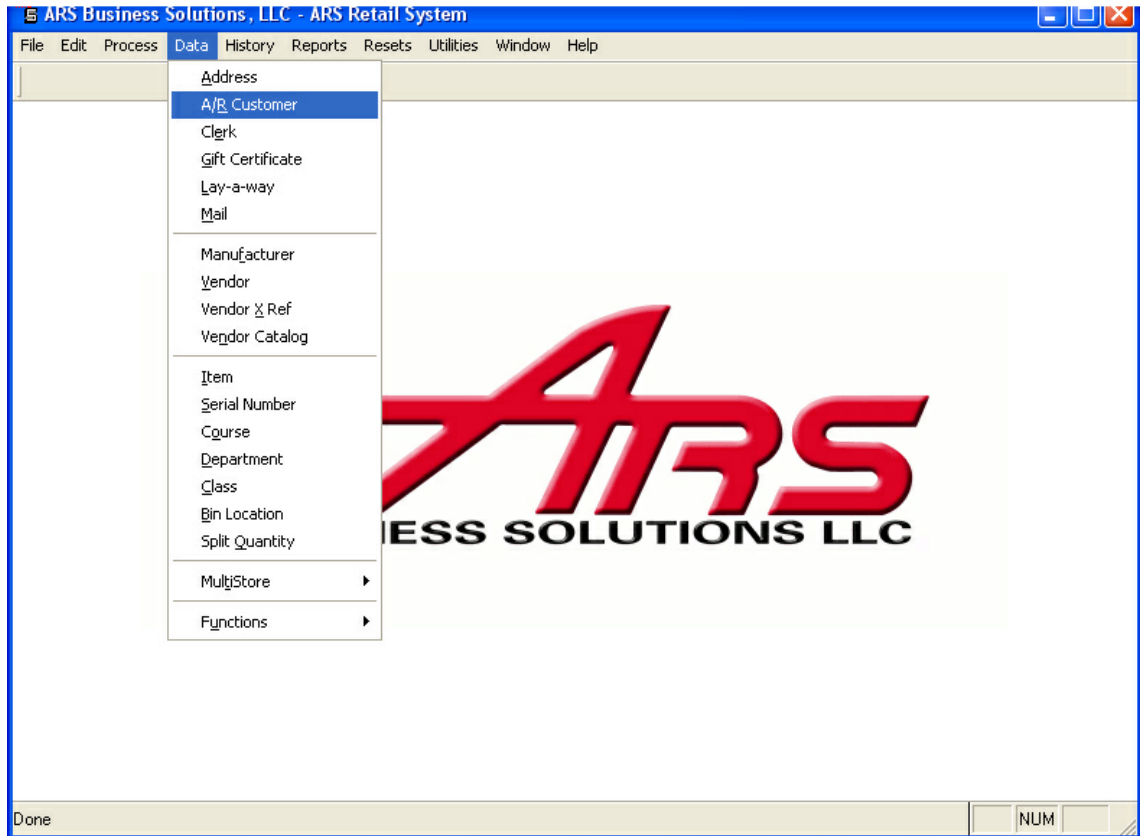 ARS Business Solutions, LLC - ARS Retail System
File Edit Process Data History Reports Resets Utilities Window Help
Address
A/R Customer
Clerk
Gift Certificate
Lay-a-way
Mail
Manufacturer
Vendor
Vendor X Ref
Vendor Catalog
Item
Serial Number
Course
Department
Class
Bin Location
Split Quantity
MultiStore
Functions
ARS
INESS SOLUTIONS LLC
Done NUM